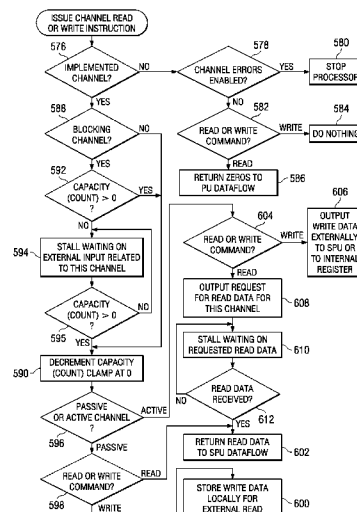 ISSUE CHANNEL READ
OR WRITE INSTRUCTION
576
IMPLEMENTED
CHANNEL?
NO
YES
578
CHANNEL ERRORS
ENABLED?
YES
NO
580
STOP
PROCESSOR
582
READ OR WRITE
COMMAND?
WRITE
READ
584
DO NOTHING
RETURN ZEROS TO
PU DATAFLOW
586
586
BLOCKING
CHANNEL?
NO
YES
592
CAPACITY
(COUNT) > 0
?
YES
NO
594
STALL WAITING ON
EXTERNAL INPUT RELATED
TO THIS CHANNEL
CAPACITY
(COUNT) > 0
?
NO
595
YES
590
DECREMENT CAPACITY
(COUNT) CLAMP AT 0
PASSIVE
OR ACTIVE CHANNEL
?
ACTIVE
596
PASSIVE
READ OR WRITE
COMMAND?
READ
598
WRITE
604
READ OR WRITE
COMMAND?
WRITE
READ
606
OUTPUT
WRITE DATA
EXTERNALLY
TO SPU OR
TO INTERNAL
REGISTER
OUTPUT REQUEST
FOR READ DATA FOR
THIS CHANNEL
608
STALL WAITING ON
REQUESTED READ DATA
610
READ DATA
RECEIVED?
NO
612
YES
RETURN READ DATA
TO SPU DATAFLOW
602
STORE WRITE DATA
LOCALLY FOR
EXTERNAL READ
600